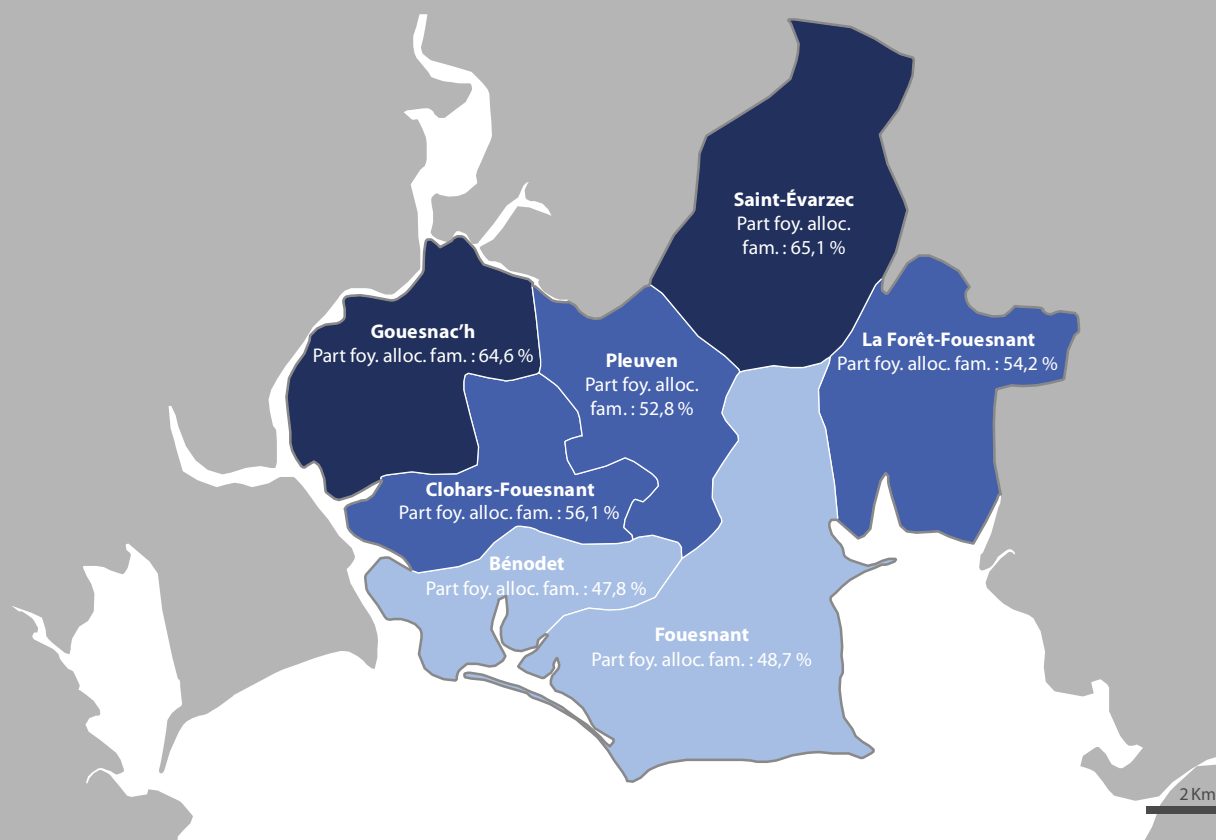 Saint-Évarzec
Part foy. alloc.
fam. : 65,1 %
Gouesnac’h
Part foy. alloc. fam. : 64,6 %
Pleuven
Part foy. alloc.
fam. : 52,8 %
La Forêt-Fouesnant
Part foy. alloc. fam. : 54,2 %
Clohars-Fouesnant
Part foy. alloc. fam. : 56,1 %
Bénodet
Part foy. alloc. fam. : 47,8 %
Fouesnant
Part foy. alloc. fam. : 48,7 %
2 Km